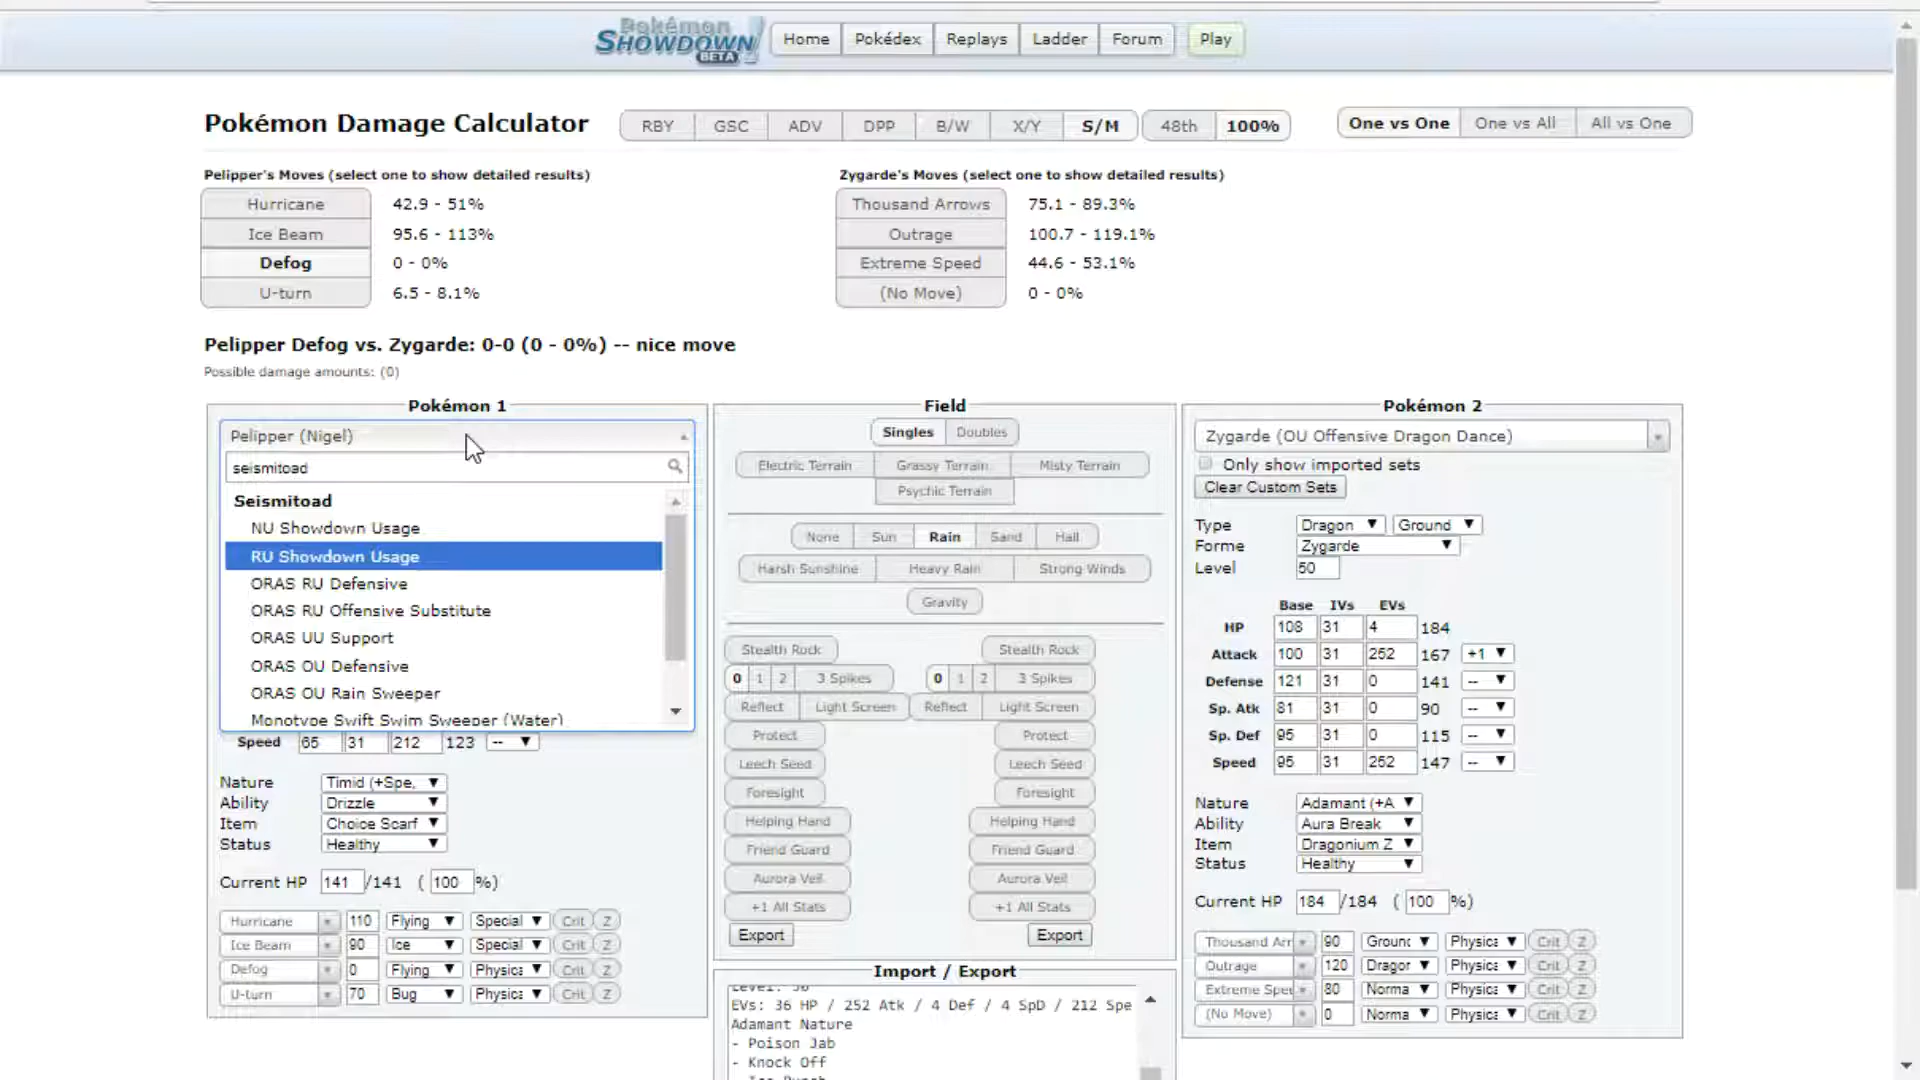 Pokémon
SHOWDOWN
BETA
Home Pokédex Replays Ladder Forum Play
Pokémon Damage Calculator
RBY GSC ADV DPP B/W X/Y S/M 48th 100% One vs One One vs All All vs One
Pelipper's Moves (select one to show detailed results)
Hurricane 42.9 - 51%
Ice Beam 95.6 - 113%
Defog 0 - 0%
U-turn 6.5 - 8.1%
Zygarde's Moves (select one to show detailed results)
Thousand Arrows 75.1 - 89.3%
Outrage 100.7 - 119.1%
Extreme Speed 44.6 - 53.1%
(No Move) 0 - 0%
Pelipper Defog vs. Zygarde: 0-0 (0 - 0%) -- nice move
Possible damage amounts: (0)
Pokémon 1
Pelipper (Nigel)
seismitoad
Seismitoad
NU Showdown Usage
RU Showdown Usage
ORAS RU Defensive
ORAS RU Offensive Substitute
ORAS UU Support
ORAS OU Defensive
ORAS OU Rain Sweeper
Monotype Swift Swim Sweeper (Water)
Speed 65 31 212 123 --
Nature Timid (+Spe,
Ability Drizzle
Item Choice Scarf
Status Healthy
Current HP 141 /141 ( 100 %)
Hurricane 110 Flying Special Crit Z
Ice Beam 90 Ice Special Crit Z
Defog 0 Flying Physica Crit Z
U-turn 70 Bug Physica Crit Z
Field
Singles Doubles
Electric Terrain Grassy Terrain Misty Terrain
Psychic Terrain
None Sun Rain Sand Hail
Harsh Sunshine Heavy Rain Strong Winds
Gravity
Stealth Rock Stealth Rock
0 1 2 3 Spikes 0 1 2 3 Spikes
Reflect Light Screen Reflect Light Screen
Protect Protect
Leech Seed Leech Seed
Foresight Foresight
Helping Hand Helping Hand
Friend Guard Friend Guard
Aurora Veil Aurora Veil
+1 All Stats +1 All Stats
Export Export
Import / Export
EVs: 36 HP / 252 Atk / 4 Def / 4 SpD / 212 Spe
Adamant Nature
- Poison Jab
- Knock Off
Pokémon 2
Zygarde (OU Offensive Dragon Dance)
Only show imported sets
Clear Custom Sets
Type Dragon Ground
Forme Zygarde
Level 50
Base IVs EVs
HP 108 31 4 184
Attack 100 31 252 167 +1
Defense 121 31 0 141 --
Sp. Atk 81 31 0 90 --
Sp. Def 95 31 0 115 --
Speed 95 31 252 147 --
Nature Adamant (+A
Ability Aura Break
Item Dragonium Z
Status Healthy
Current HP 184 /184 ( 100 %)
Thousand Arr 90 Ground Physica Crit Z
Outrage 120 Dragor Physica Crit Z
Extreme Spe 80 Norma Physica Crit Z
(No Move) 0 Norma Physica Crit Z